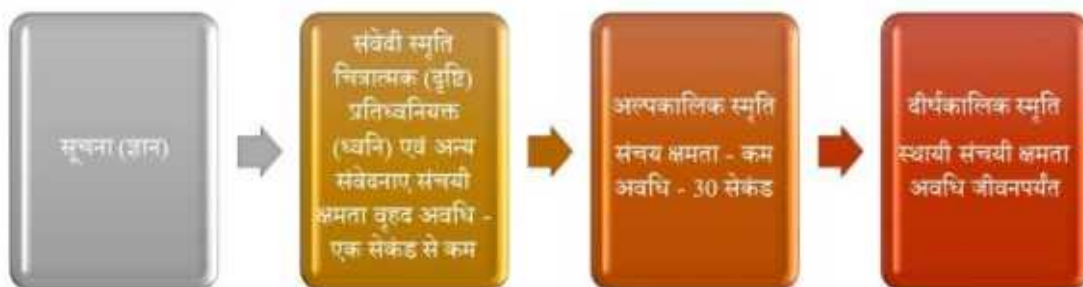 सूचना (ज्ञान)
संवेदी स्मृति
चित्रात्मक (दृष्टि)
प्रतिध्वनियक्त
(ध्वनि) एवं अन्य
संवेदनाए संचयी
क्षमता वृहद अवधि -
एक सेकंड से कम
अल्पकालिक स्मृति
संचय क्षमता - कम
अवधि - 30 सेकंड
दीर्घकालिक स्मृति
स्थायी संचयी क्षमता
अवधि जीवनपर्यंत